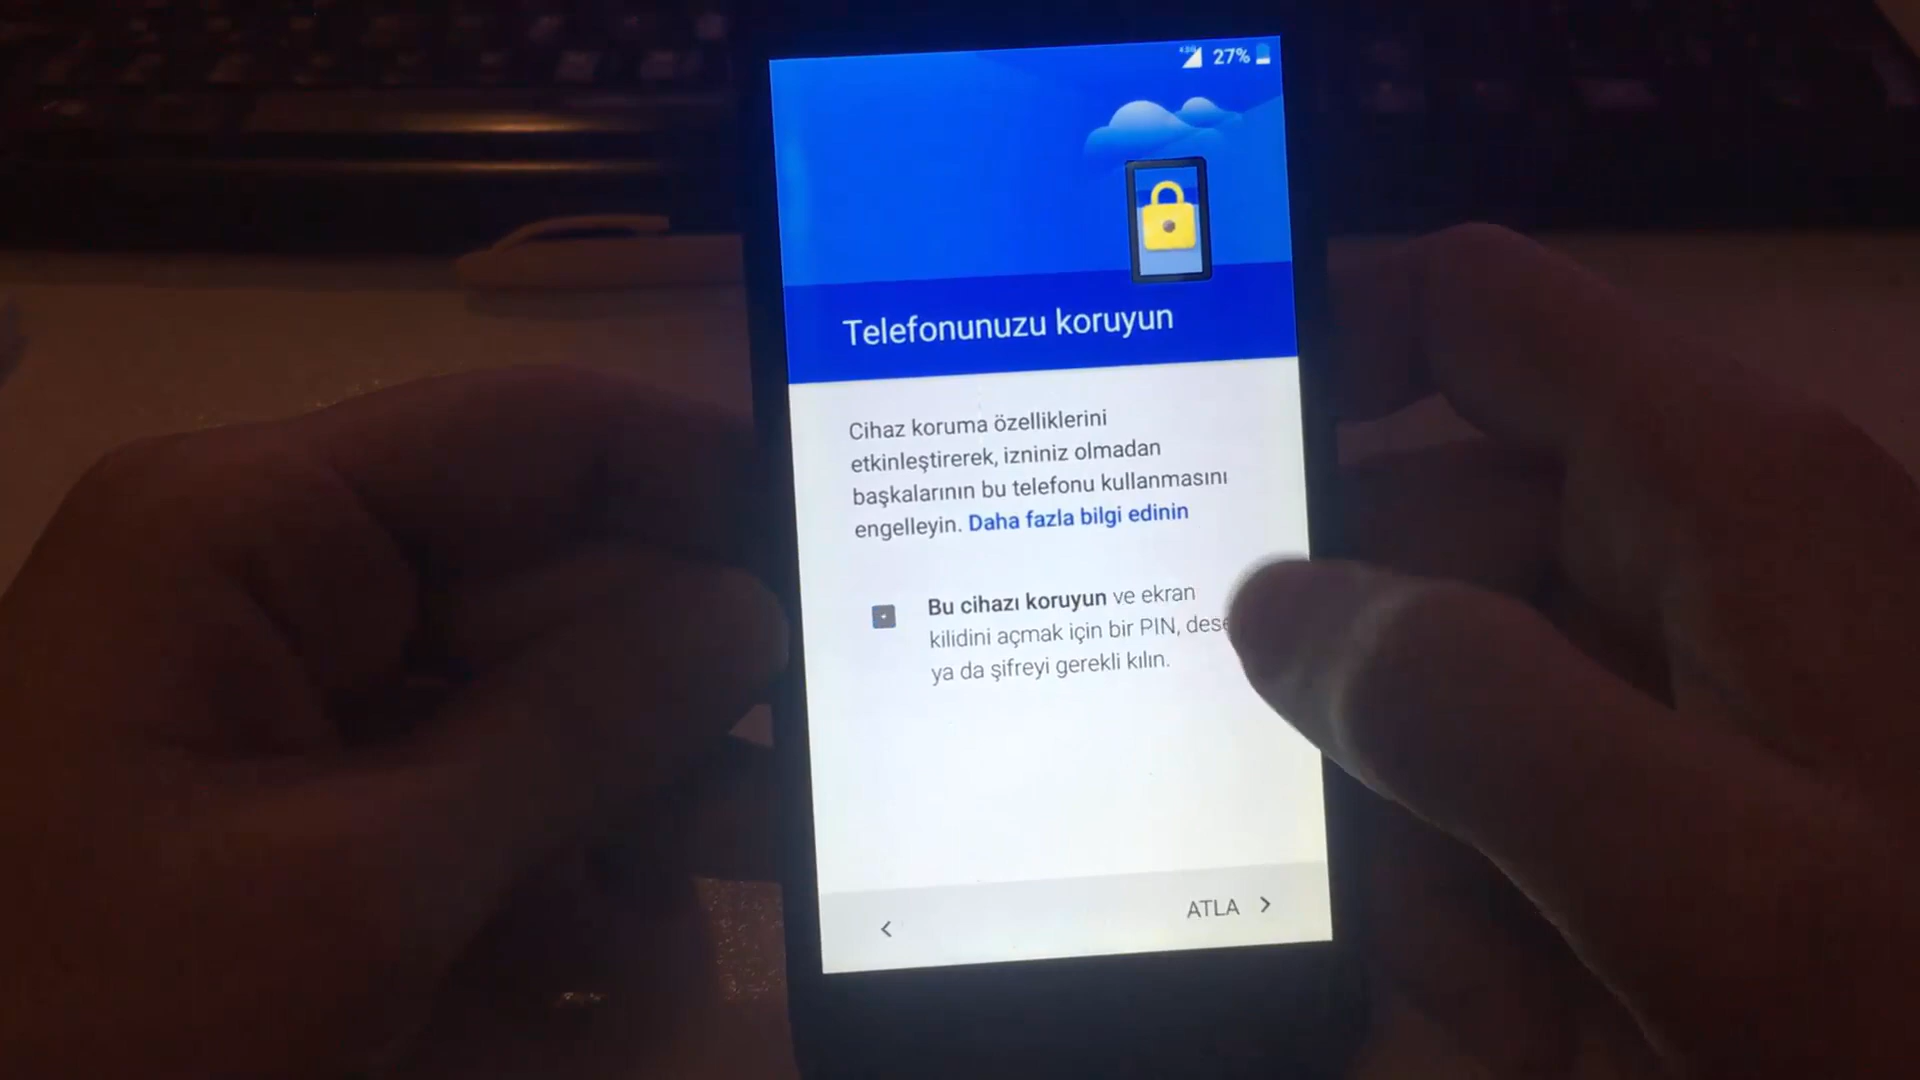 27%
Telefonunuzu koruyun
Cihaz koruma özelliklerini
etkinleştirerek, izniniz olmadan
başkalarının bu telefonu kullanmasını
engelleyin. Daha fazla bilgi edinin
Bu cihazı koruyun ve ekran
kilidini açmak için bir PIN,
ya da şifreyi gerekli kılın.
ATLA